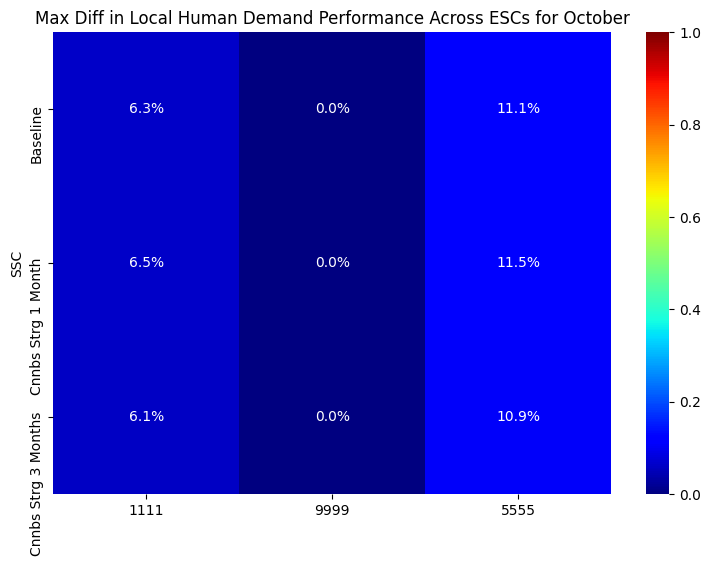 Max Diff in Local Human Demand Performance Across ESCs for October
SSC
Baseline
Cnnbs Strg 1 Month
Cnnbs Strg 3 Months
6.3% 0.0% 11.1%
6.5% 0.0% 11.5%
6.1% 0.0% 10.9%
1111 9999 5555
1.0
0.8
0.6
0.4
0.2
0.0